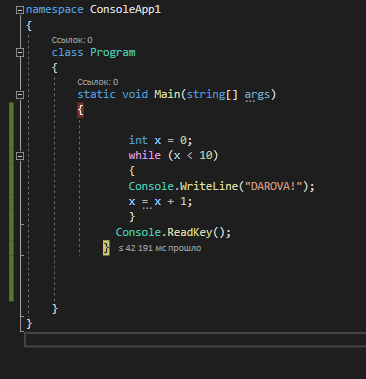 namespace ConsoleApp1
{
Ссылок: 0
class Program
{
Ссылок: 0
static void Main(string[] args)
{
int x = 0;
while (x < 10)
{
Console.WriteLine("DAROVA!");
x = x + 1;
}
Console.ReadKey();
} ≤ 42 191 мс прошло
}
}